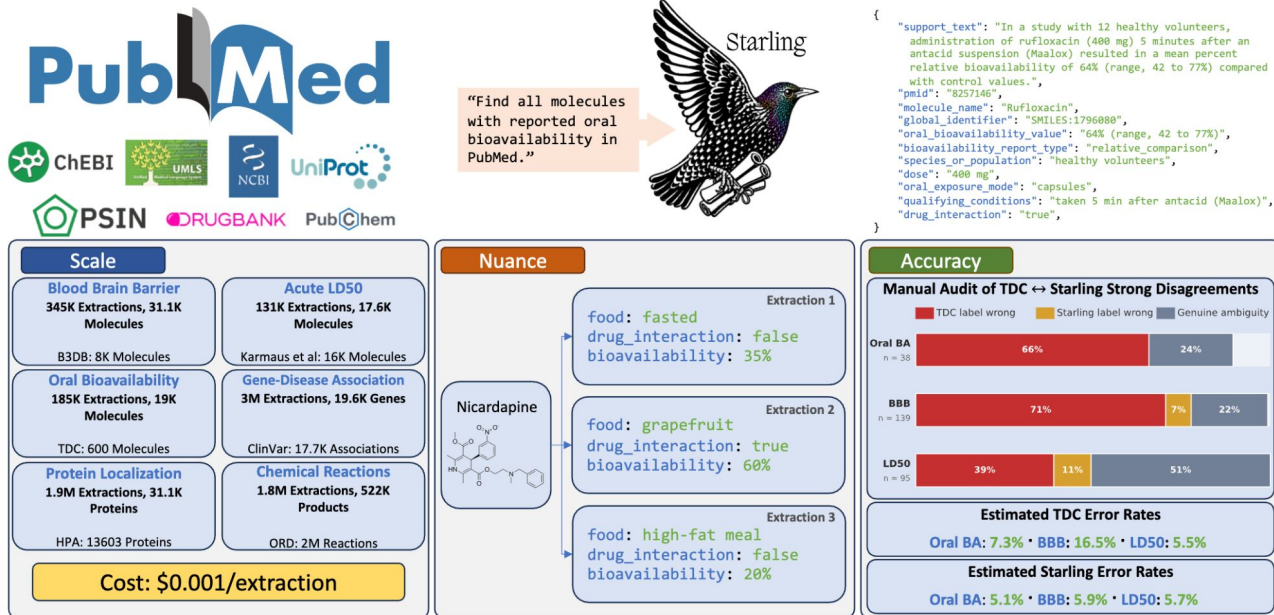 PubMed
ChEBI
UMLS
Unified Medical Language System
NCBI
UniProt
PSIN
DRUGBANK
PubChem
"Find all molecules
with reported oral
bioavailability in
PubMed."
Starling
{
"support_text": "In a study with 12 healthy volunteers,
administration of rufloxacin (400 mg) 5 minutes after an
antacid suspension (Maalox) resulted in a mean percent
relative bioavailability of 64% (range, 42 to 77%) compared
with control values.",
"pmid": "8257146",
"molecule_name": "Rufloxacin",
"global_identifier": "SMILES:1796080",
"oral_bioavailability_value": "64% (range, 42 to 77%)",
"bioavailability_report_type": "relative_comparison",
"species_or_population": "healthy volunteers",
"dose": "400 mg",
"oral_exposure_mode": "capsules",
"qualifying_conditions": "taken 5 min after antacid (Maalox)",
"drug_interaction": "true",
}
Scale
Blood Brain Barrier
345K Extractions, 31.1K
Molecules
B3DB: 8K Molecules
Acute LD50
131K Extractions, 17.6K
Molecules
Karmaus et al: 16K Molecules
Oral Bioavailability
185K Extractions, 19K
Molecules
TDC: 600 Molecules
Gene-Disease Association
3M Extractions, 19.6K Genes
ClinVar: 17.7K Associations
Protein Localization
1.9M Extractions, 31.1K
Proteins
HPA: 13603 Proteins
Chemical Reactions
1.8M Extractions, 522K
Products
ORD: 2M Reactions
Cost: $0.001/extraction
Nuance
Nicardapine
Extraction 1
food: fasted
drug_interaction: false
bioavailability: 35%
Extraction 2
food: grapefruit
drug_interaction: true
bioavailability: 60%
Extraction 3
food: high-fat meal
drug_interaction: false
bioavailability: 20%
Accuracy
Manual Audit of TDC ↔ Starling Strong Disagreements
TDC label wrong
Starling label wrong
Genuine ambiguity
Oral BA
n = 38
66%
24%
BBB
n = 139
71%
7%
22%
LD50
n = 95
39%
11%
51%
Estimated TDC Error Rates
Oral BA: 7.3% · BBB: 16.5% · LD50: 5.5%
Estimated Starling Error Rates
Oral BA: 5.1% · BBB: 5.9% · LD50: 5.7%